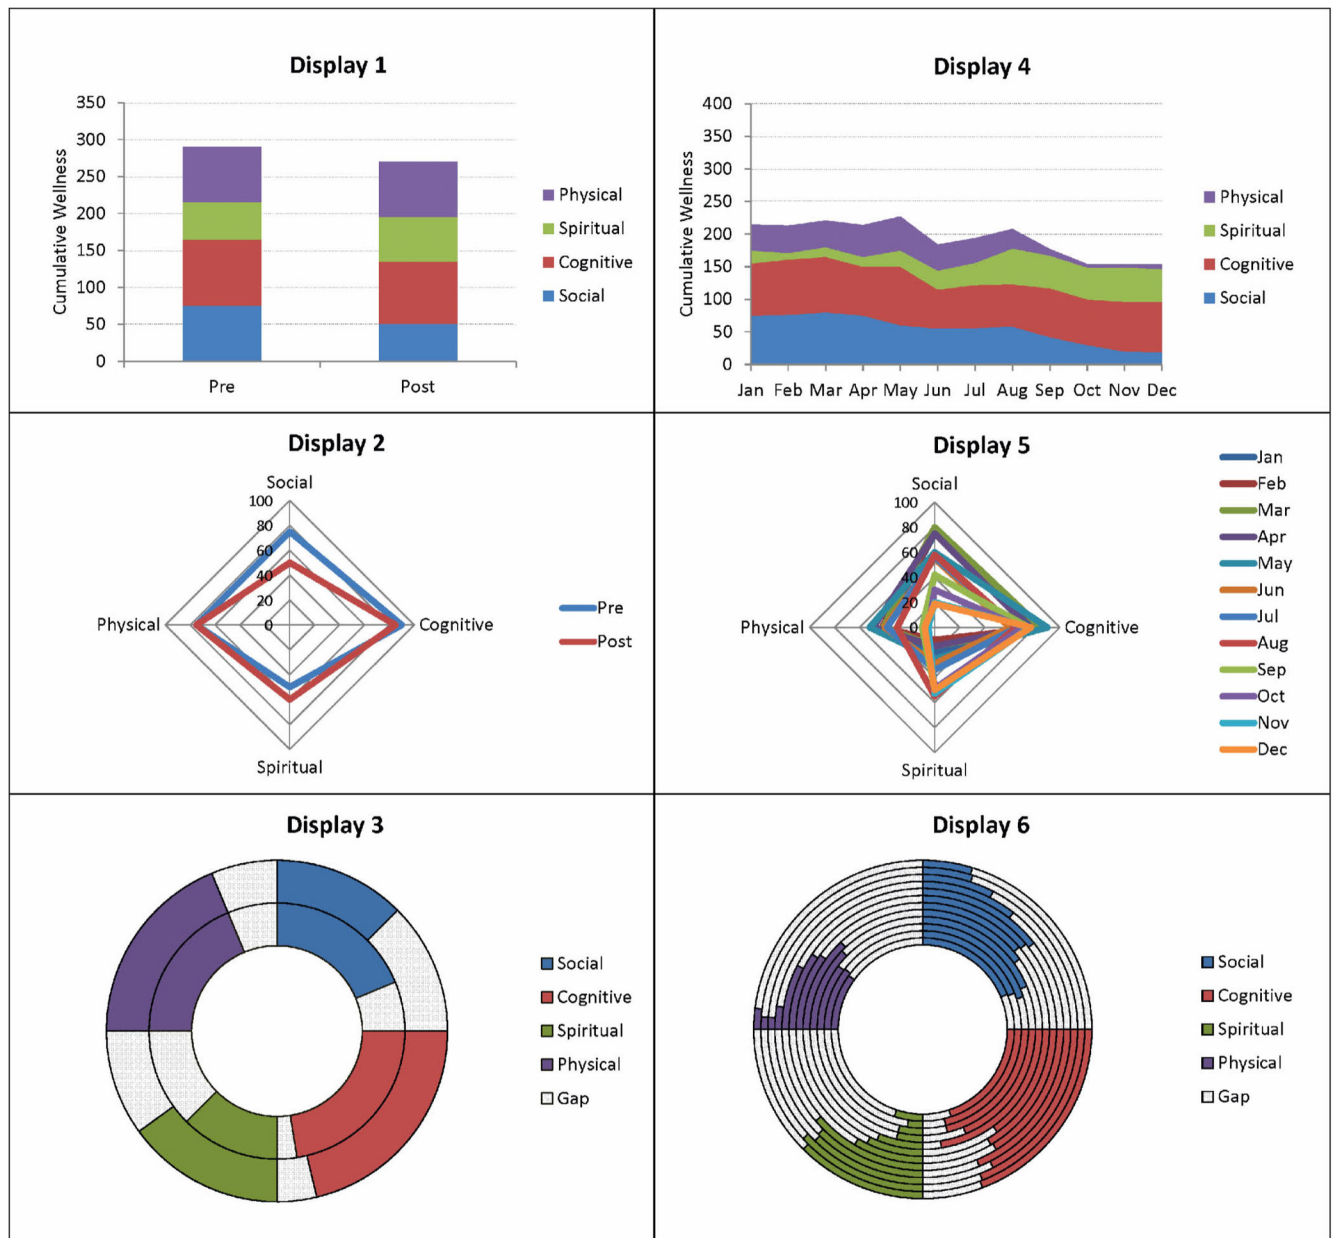 Display 1
350
300
250
200
150
100
50
0
Cumulative Wellness
Pre
Post
Physical
Spiritual
Cognitive
Social
Display 4
400
350
300
250
200
150
100
50
0
Cumulative Wellness
Jan Feb Mar Apr May Jun Jul Aug Sep Oct Nov Dec
Physical
Spiritual
Cognitive
Social
Display 2
Social
100
80
60
40
20
0
Physical
Cognitive
Spiritual
Pre
Post
Display 5
Social
100
80
60
40
20
0
Physical
Cognitive
Spiritual
Jan
Feb
Mar
Apr
May
Jun
Jul
Aug
Sep
Oct
Nov
Dec
Display 3
Social
Cognitive
Spiritual
Physical
Gap
Display 6
Social
Cognitive
Spiritual
Physical
Gap